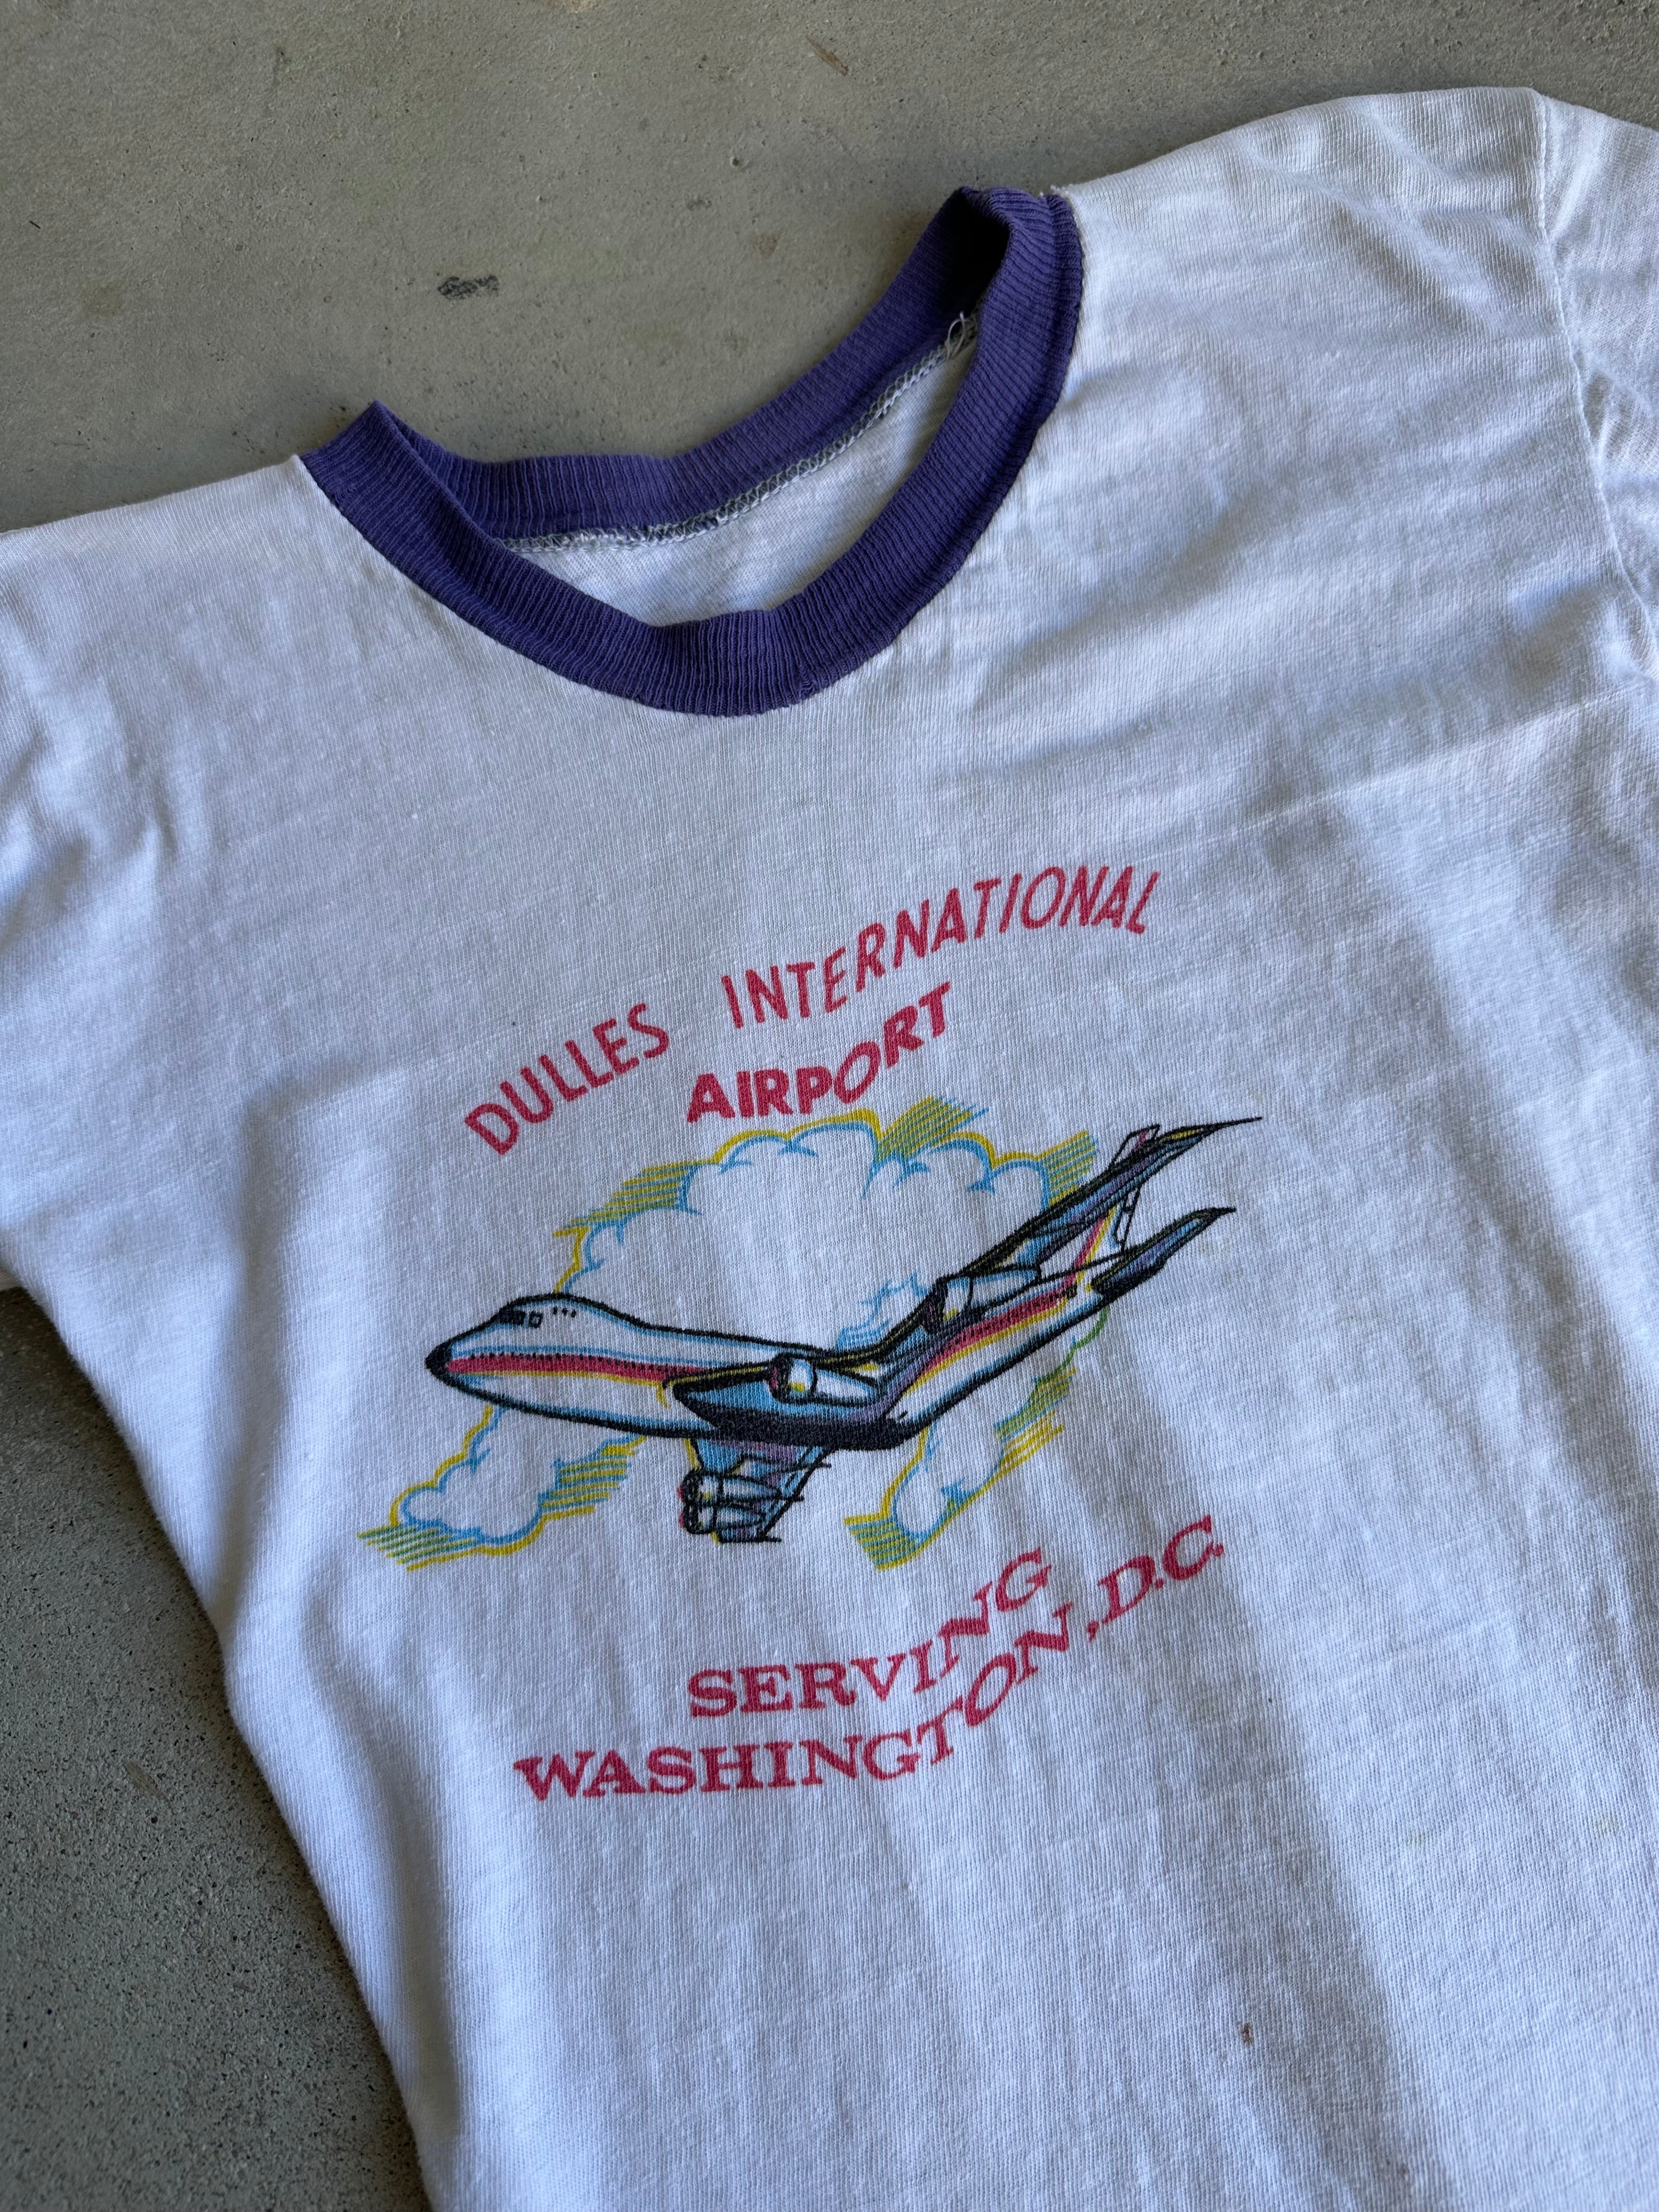 DULLES INTERNATIONAL
AIRPORT
SERVING
WASHINGTON, D.C.